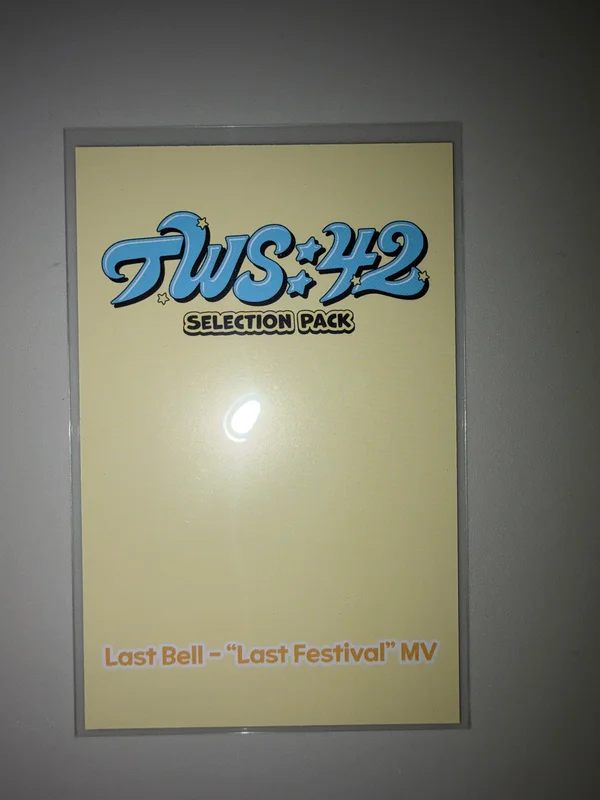 TWS:42
SELECTION PACK
Last Bell – “Last Festival” MV